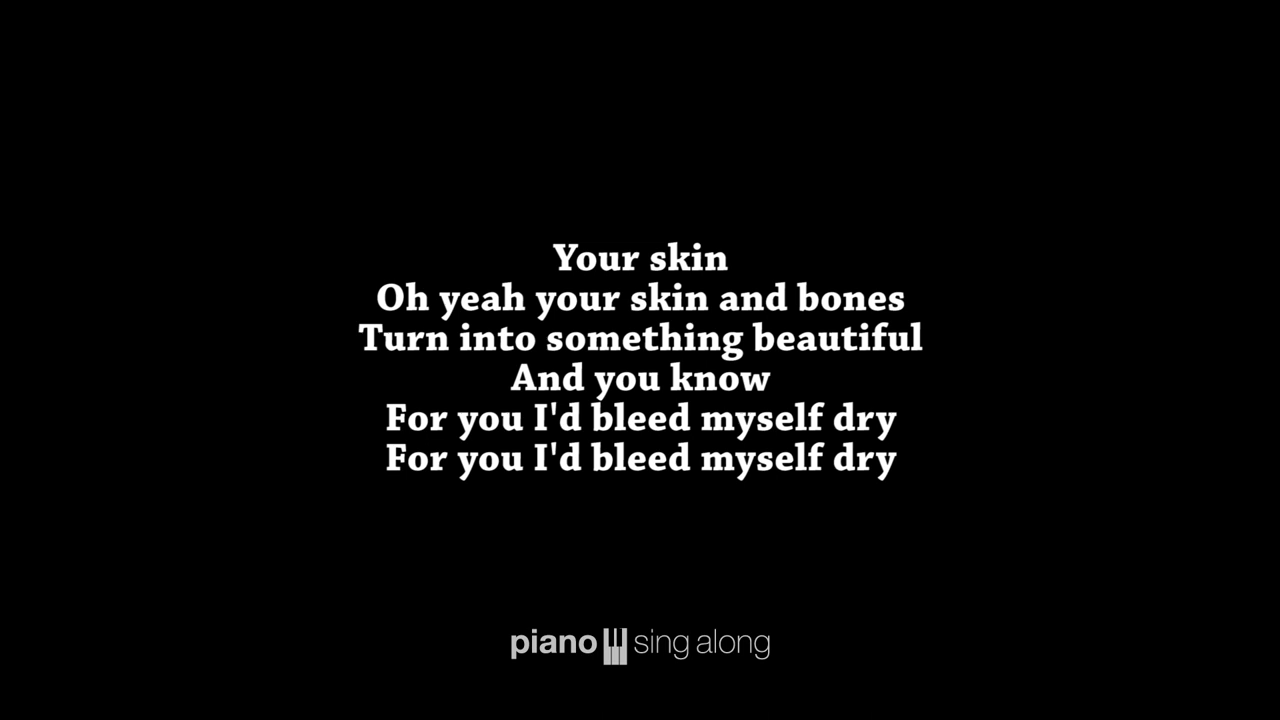 Your skin
Oh yeah your skin and bones
Turn into something beautiful
And you know
For you I'd bleed myself dry
For you I'd bleed myself dry
piano sing along